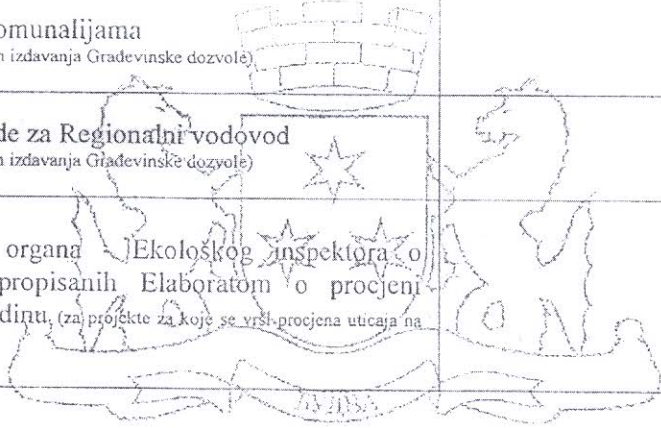 omunalijama
n izdavanja Građevinske dozvole)
de za Regionalni vodovod
n izdavanja Građevinske dozvole)
organa - Ekološkog inspektora o
propisanih Elaboratom o procjeni
dinu (za projekte za koje se vrši procjena uticaja na
BUDVA